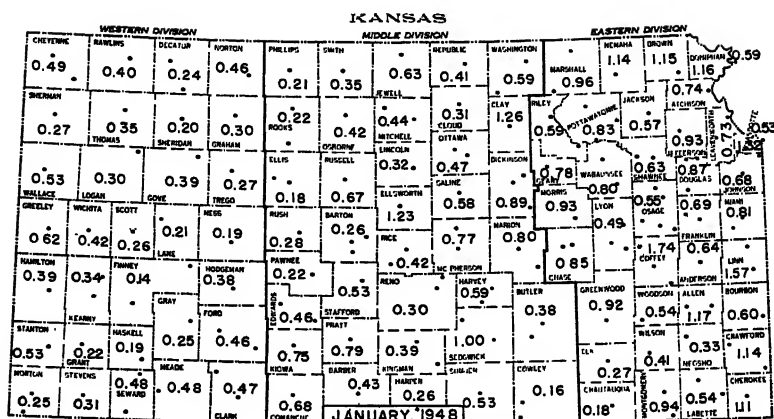 KANSAS
WESTERN DIVISION MIDDLE DIVISION EASTERN DIVISION
CHEYENNE RAWLINS DECATUR NORTON PHILLIPS SMITH REPUBLIC WASHINGTON NEMAHA BROWN DONIPHAN 0.59
0.49 0.40 0.24 0.46 0.21 0.35 0.63 0.41 0.59 MARSHALL 0.96 1.14 1.15 1.16
JEWELL
SHERMAN 0.22 0.44 0.31 CLAY 1.26 RILEY 0.59 POTTAWATOMIE 0.83 JACKSON 0.57 0.74 ATCHISON
0.27 0.35 0.20 0.30 ROOKS 0.42 MITCHELL CLOUD 0.93 JEFFERSON LEAVENWORTH 0.73 WYANDOTTE 0.53
THOMAS SHERIDAN GRAHAM OSBORNE LINCOLN OTTAWA
ELLIS RUSSELL 0.32 0.47 DICKINSON 0.78 GEARY WABAUNSEE 0.80 0.63 SHAWNEE 0.87 DOUGLAS 0.68 JOHNSON
0.53 0.30 0.39 0.27 0.18 0.67 ELLSWORTH SALINE 0.58 0.89 MORRIS 0.93
WALLACE LOGAN GOVE TREGO 1.23
GREELEY WICHITA SCOTT 0.21 NESS RUSH BARTON LYON 0.55 OSAGE 0.69 MIAMI
0.62 0.42 0.26 LANE 0.19 0.28 0.26 RICE 0.77 MARION 0.80 0.49 FRANKLIN 0.81
HAMILTON FINNEY HODGEMAN PAWNEE 0.42 MC PHERSON 0.85 CHASE 1.74 COFFEY 0.64 ANDERSON LINN
0.39 0.34 0.14 0.38 0.22 0.53 RENO HARVEY 0.59 BUTLER GREENWOOD 1.57
KEARNY GRAY FORD EDWARDS 0.46 STAFFORD 0.30 0.38 0.92 WOODSON ALLEN BOURBON
STANTON HASKELL 0.25 0.46 PRATT 1.00 0.54 1.17 0.60
0.53 0.22 0.19 0.75 0.79 0.39 SEDGWICK ELK WILSON 0.33 CRAWFORD
GRANT MEADE KIOWA BARBER KINGMAN SUMNER COWLEY 0.27 0.41 NEOSHO 1.14
MORTON STEVENS 0.48 0.48 0.47 0.43 HARPER CHAUTAUQUA MONTGOMERY 0.54 CHEROKEE
0.25 0.31 SEWARD CLARK 0.68 0.26 0.53 0.16 0.18 0.94 LABETTE
COMANCHE JANUARY 1948